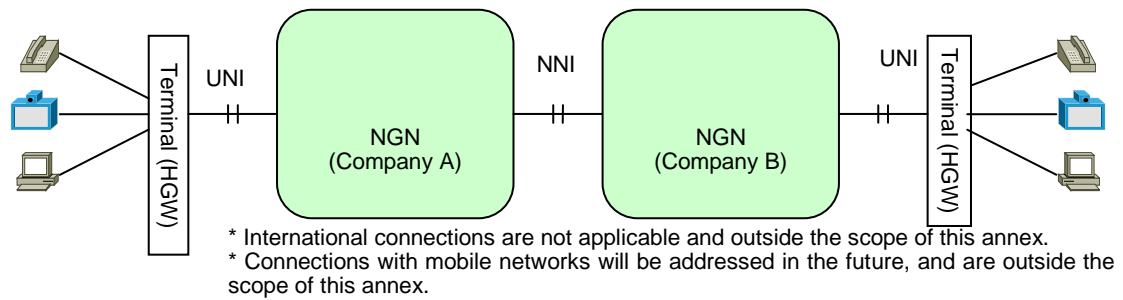 Terminal (HGW)
UNI
NGN
(Company A)
NNI
NGN
(Company B)
UNI
Terminal (HGW)
* International connections are not applicable and outside the scope of this annex.
* Connections with mobile networks will be addressed in the future, and are outside the
scope of this annex.